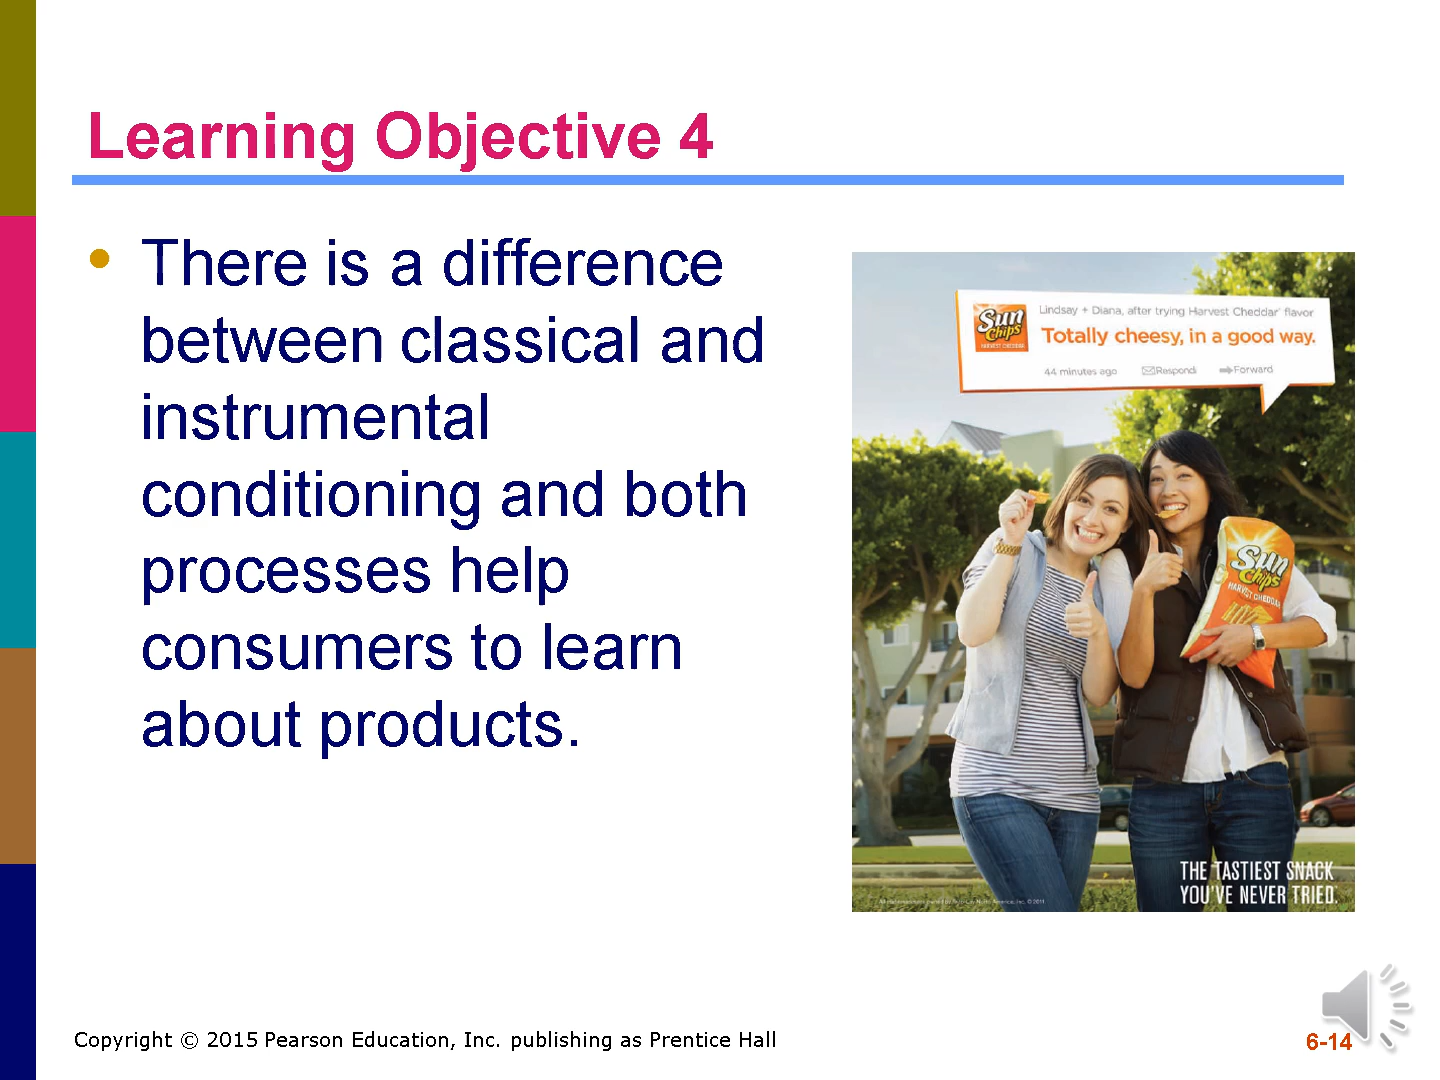 Learning Objective 4
• There is a difference
between classical and
instrumental
conditioning and both
processes help
consumers to learn
about products.
Lindsay + Diana, after trying Harvest Cheddar® flavor
Sun
Chips
HARVEST CHEDDAR
Totally cheesy, in a good way.
44 minutes ago Respond Forward
Sun
Chips
HARVEST CHEDDAR
THE TASTIEST SNACK
YOU'VE NEVER TRIED.
Copyright © 2015 Pearson Education, Inc. publishing as Prentice Hall
6-14